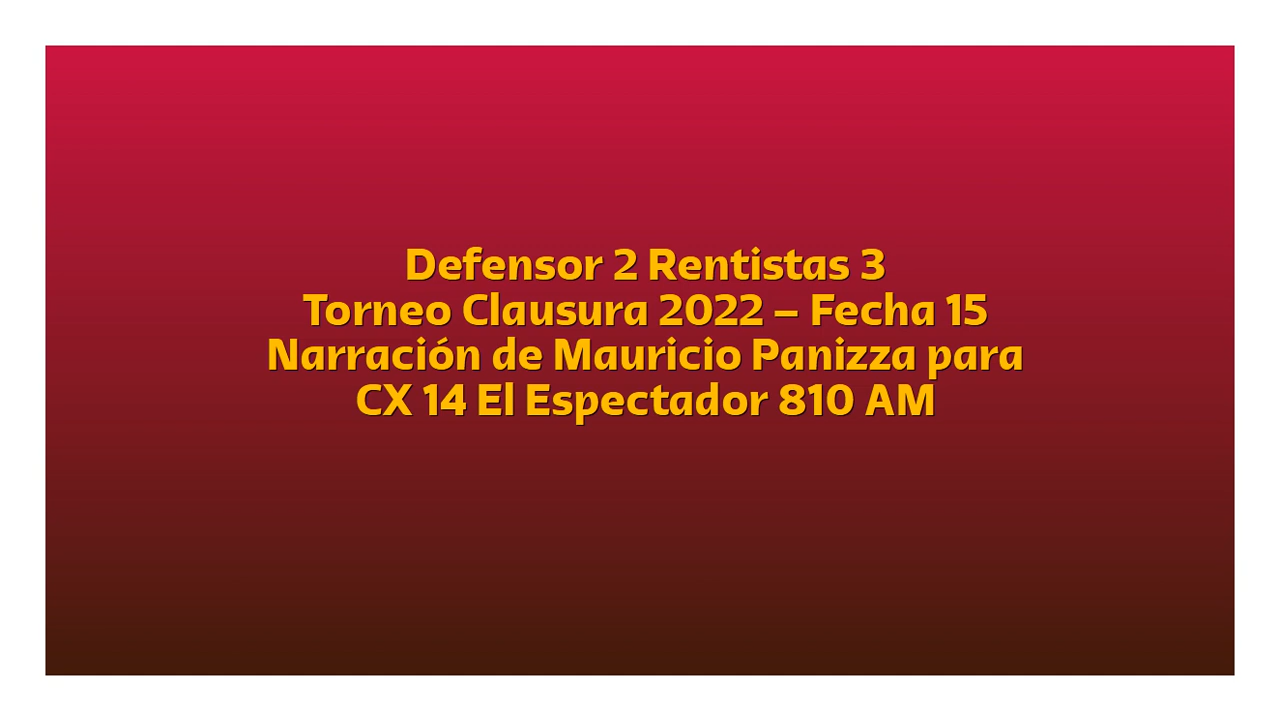 Defensor 2 Rentistas 3
Torneo Clausura 2022 – Fecha 15
Narración de Mauricio Panizza para
CX 14 El Espectador 810 AM